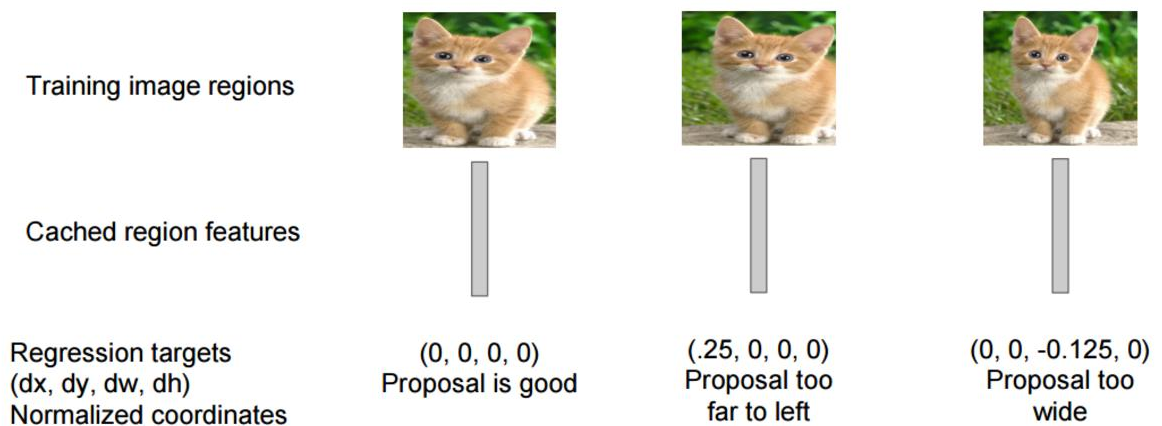 Training image regions
Cached region features
Regression targets
(dx, dy, dw, dh)
Normalized coordinates
(0, 0, 0, 0)
Proposal is good
(.25, 0, 0, 0)
Proposal too
far to left
(0, 0, -0.125, 0)
Proposal too
wide